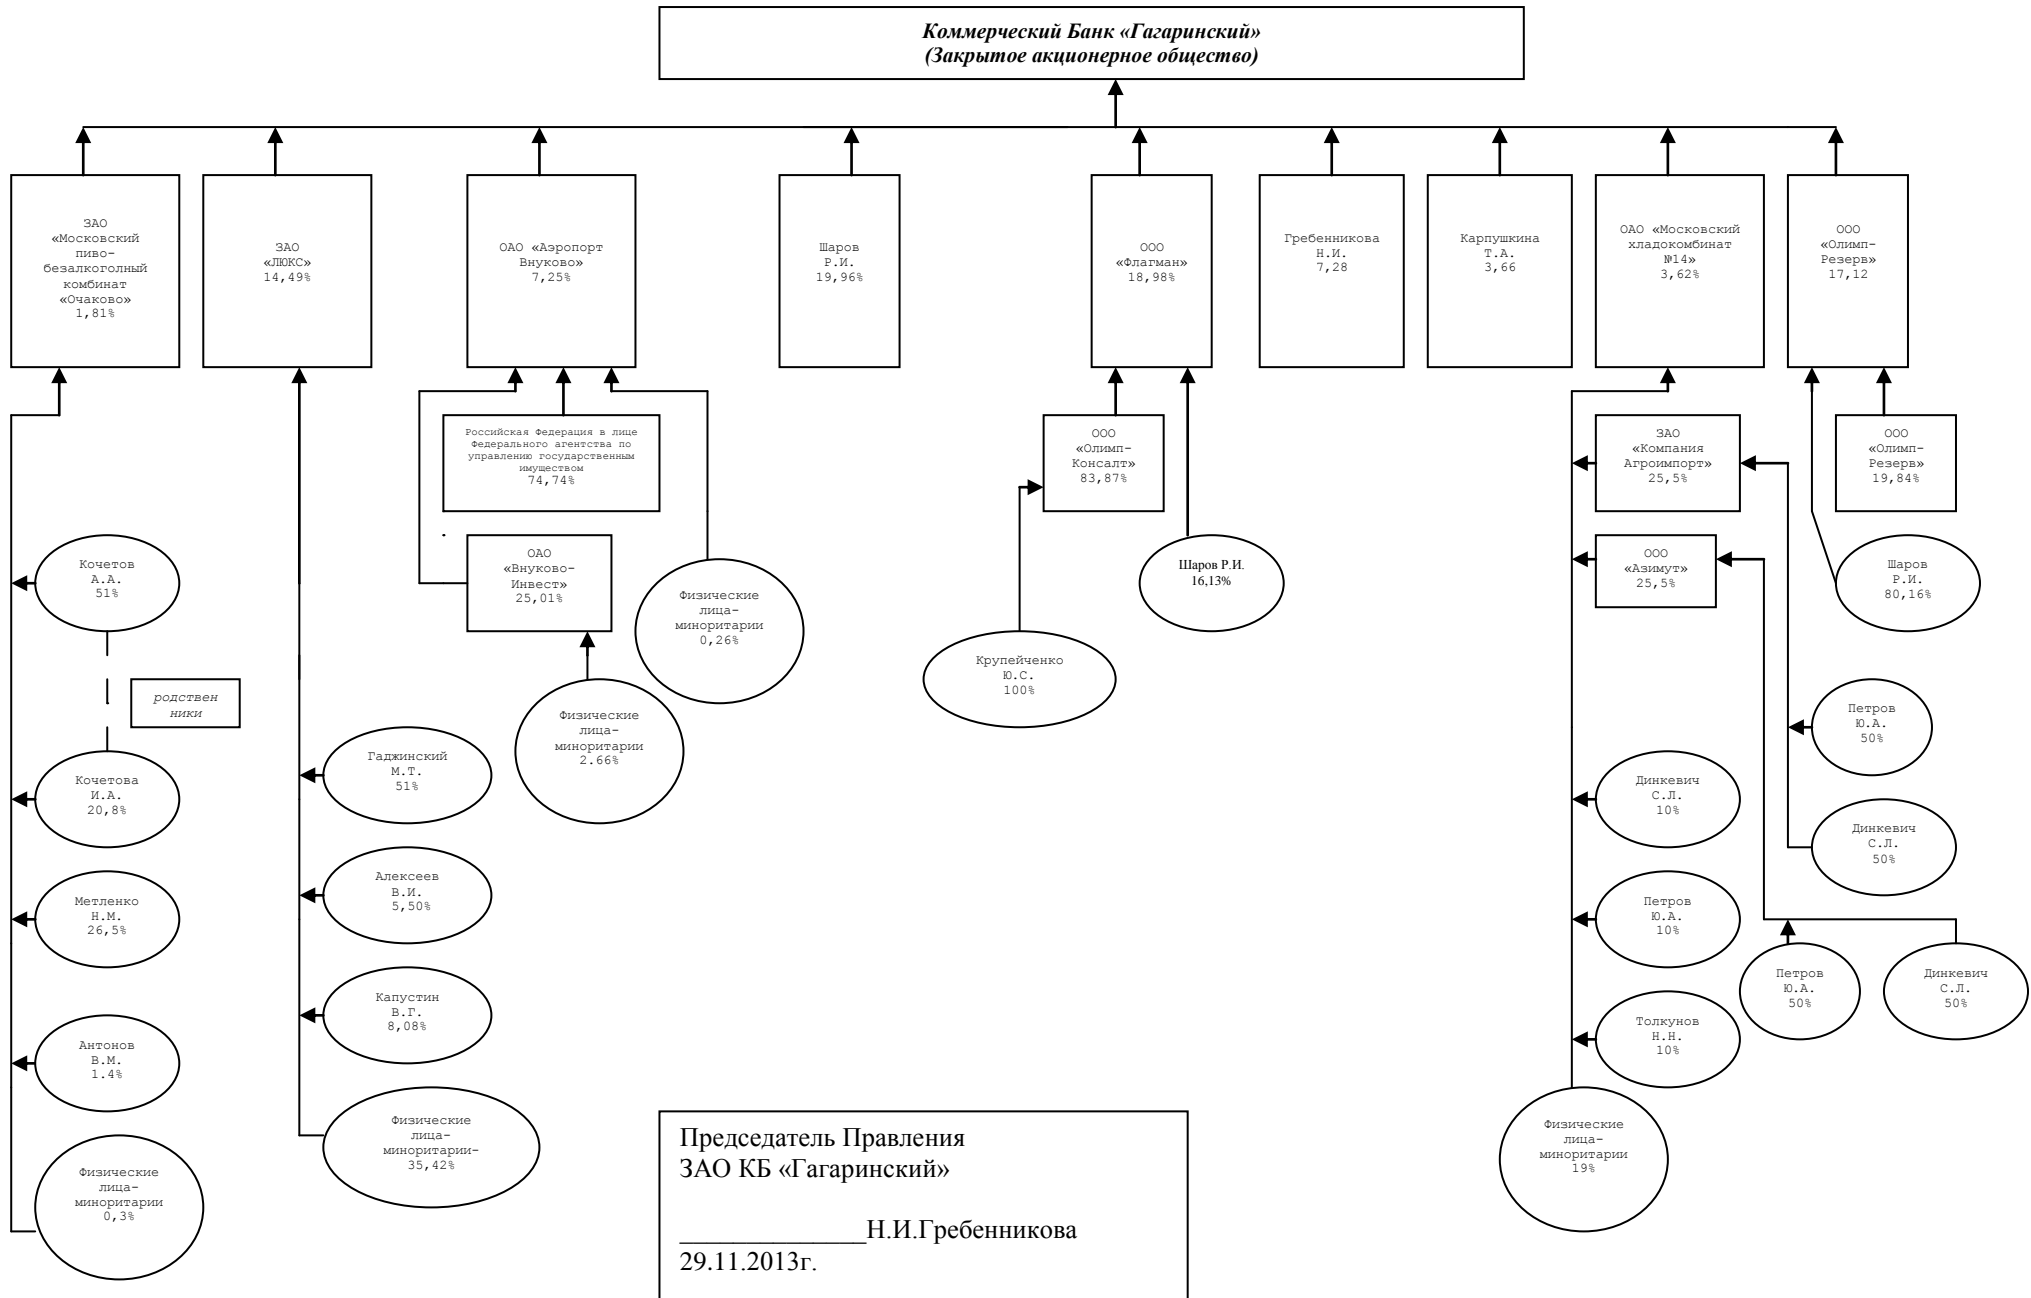 Коммерческий Банк «Гагаринский»
(Закрытое акционерное общество)
ЗАО
«Московский
пиво-
безалкоголный
комбинат
«Очаково»
1,81%
ЗАО
«ЛЮКС»
14,49%
ОАО «Аэропорт
Внуково»
7,25%
Шаров
Р.И.
19,96%
ООО
«Флагман»
18,98%
Гребенникова
Н.И.
7,28
Карпушкина
Т.А.
3,66
ОАО «Московский
хладокомбинат
№14»
3,62%
ООО
«Олимп-
Резерв»
17,12
Российская Федерация в лице
Федерального агентства по
управлению государственным
имуществом
74,74%
ООО
«Олимп-
Консалт»
83,87%
ЗАО
«Компания
Агроимпорт»
25,5%
ООО
«Олимп-
Резерв»
19,84%
Кочетов
А.А.
51%
ОАО
«Внуково-
Инвест»
25,01%
Физические
лица-
миноритарии
0,26%
Шаров Р.И.
16,13%
ООО
«Азимут»
25,5%
Шаров
Р.И.
80,16%
родствен
ники
Крупейченко
Ю.С.
100%
Физические
лица-
миноритарии
2.66%
Петров
Ю.А.
50%
Кочетова
И.А.
20,8%
Гаджинский
М.Т.
51%
Динкевич
С.Л.
10%
Динкевич
С.Л.
50%
Метленко
Н.М.
26,5%
Алексеев
В.И.
5,50%
Петров
Ю.А.
10%
Петров
Ю.А.
50%
Динкевич
С.Л.
50%
Антонов
В.М.
1.4%
Капустин
В.Г.
8,08%
Толкунов
Н.Н.
10%
Физические
лица-
миноритарии
0,3%
Физические
лица-
миноритарии-
35,42%
Физические
лица-
миноритарии
19%
Председатель Правления
ЗАО КБ «Гагаринский»
______________Н.И.Гребенникова
29.11.2013г.